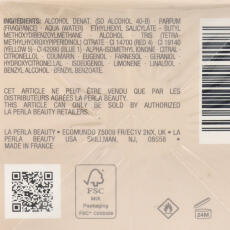 INGREDIENTS: ALCOHOL DENAT. (SD ALCOHOL 40-B) • PARFUM
(FRAGRANCE) • AQUA (WATER) • ETHYLHEXYL SALICYLATE • BUTYL
METHOXYDIBENZOYLMETHANE • ALCOHOL • TRIS (TETRA-
METHYLHYDROXYPIPERIDINOL) CITRATE • CI 14700 (RED 4) • CI 19140
(YELLOW 5) • CI 42090 (BLUE 1) • ALPHA-ISOMETHYL IONONE • CITRAL
CITRONELLOL • COUMARIN • EUGENOL • FARNESOL • GERANIOL
HYDROXYCITRONELLAL • ISOEUGENOL • LIMONENE • LINALOOL
BENZYL ALCOHOL • BENZYL BENZOATE.
CET ARTICLE NE PEUT ÊTRE VENDU QUE PAR LES
DISTRIBUTEURS AGRÉÉS LA PERLA BEAUTY
THIS ARTICLE CAN ONLY BE SOLD BY AUTHORIZED
LA PERLA BEAUTY RETAILERS.
LA PERLA BEAUTY • 2NX, UK •
LA PERLA BEAUTY USA SKILLMAN, NJ, 08558 •
MADE IN FRANCE
FSC
MIX
Packaging
24M